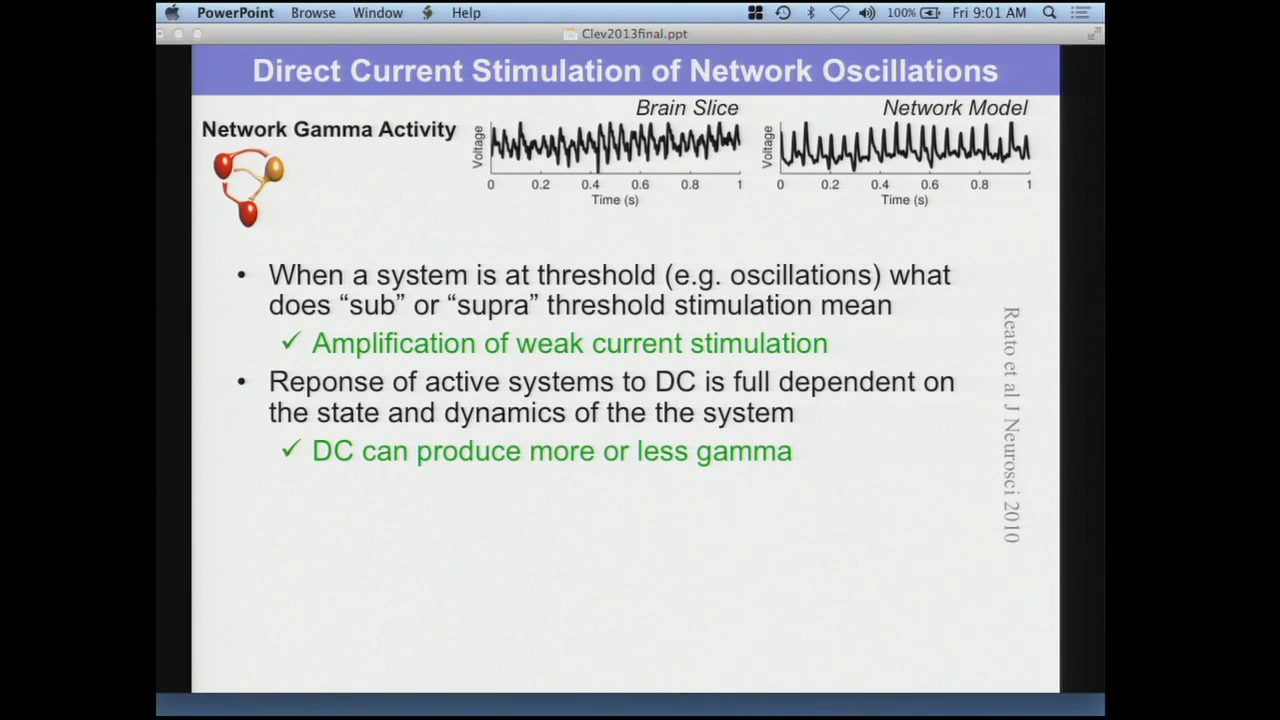 PowerPoint Browse Window Help 100% Fri 9:01 AM
Clev2013final.ppt
Direct Current Stimulation of Network Oscillations
Network Gamma Activity
Brain Slice
Voltage
0 0.2 0.4 0.6 0.8 1
Time (s)
Network Model
Voltage
0 0.2 0.4 0.6 0.8 1
Time (s)
• When a system is at threshold (e.g. oscillations) what
does “sub” or “supra” threshold stimulation mean
✓ Amplification of weak current stimulation
• Reponse of active systems to DC is full dependent on
the state and dynamics of the the system
✓ DC can produce more or less gamma
Reato et al J Neurosci 2010